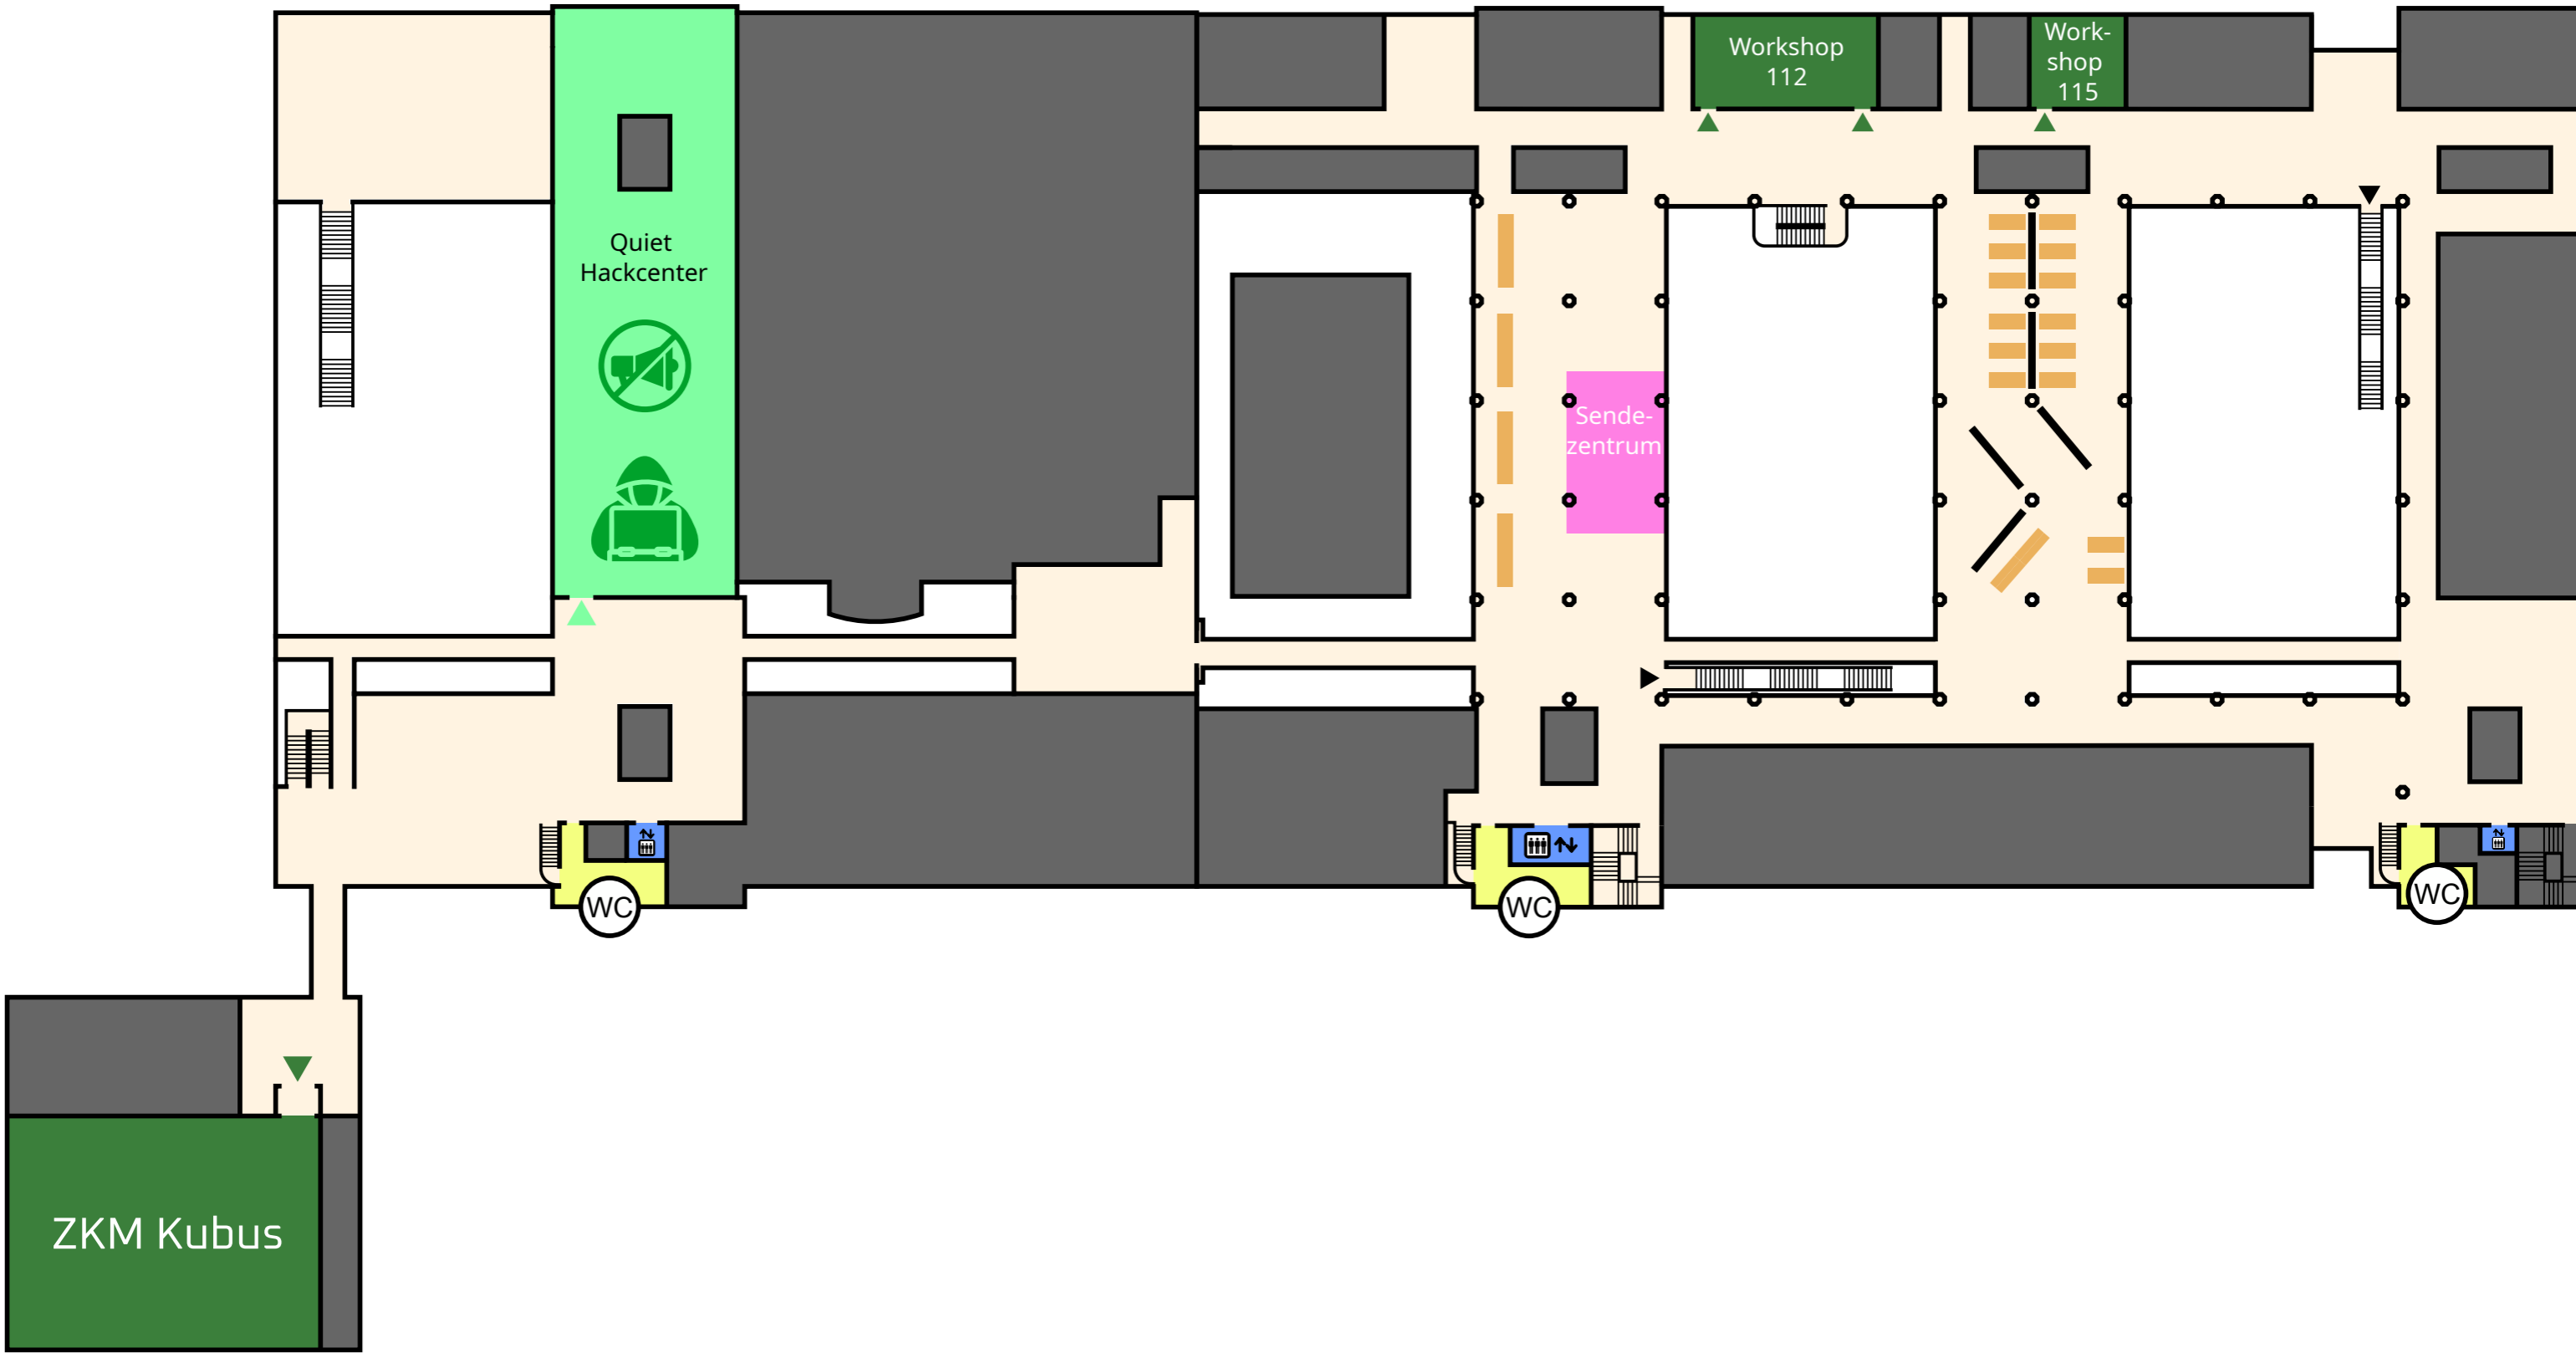 Workshop
112
Work-
shop
115
Quiet
Hackcenter
Sende-
zentrum
WC
WC
WC
ZKM Kubus